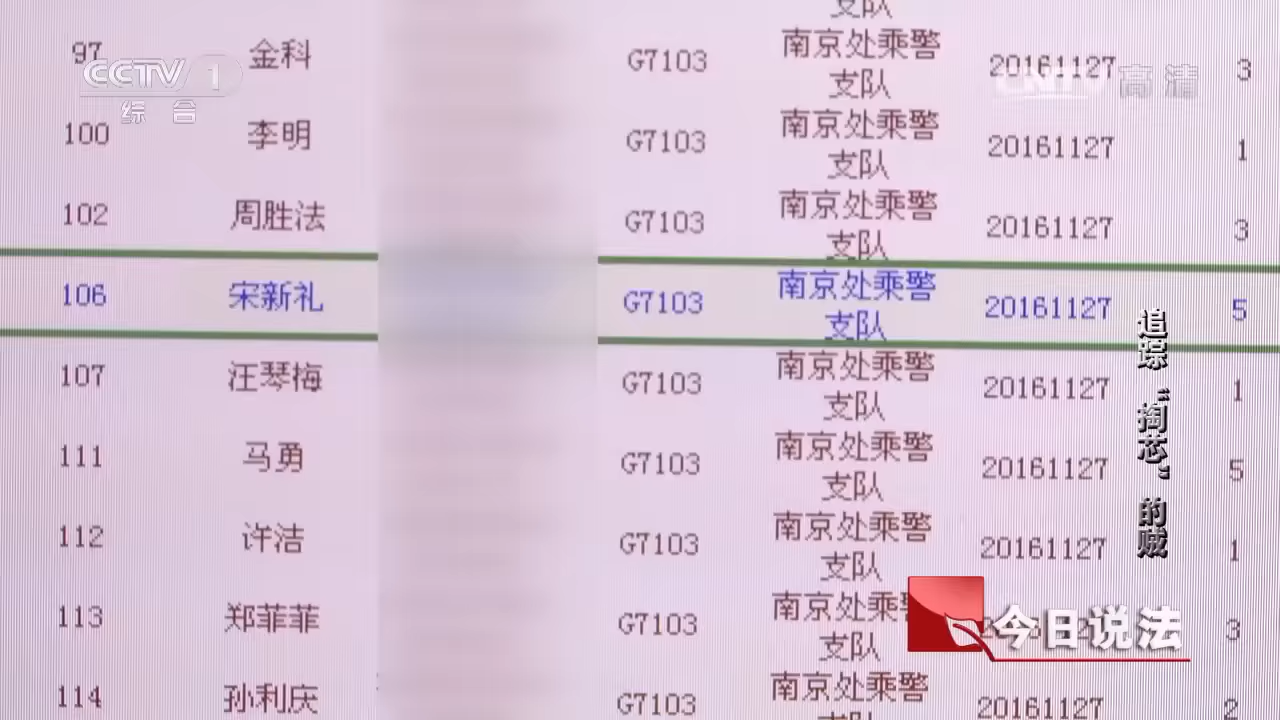 支队
97 金科 G7103 南京处乘警 20161127 3
支队
100 李明 G7103 南京处乘警 20161127 1
支队
102 周胜法 G7103 南京处乘警 20161127 3
支队
106 宋新礼 G7103 南京处乘警 20161127 5
支队
107 汪琴梅 G7103 南京处乘警 20161127 1
支队
111 马勇 G7103 南京处乘警 20161127 5
支队
112 许洁 G7103 南京处乘警 20161127 1
支队
113 郑菲菲 G7103 南京处乘 3
支队
114 孙利庆 G7103 南京处乘警 20161127 2
CCTV 1
综合
CNTV 高清
追踪“掏芯”的贼
今日说法